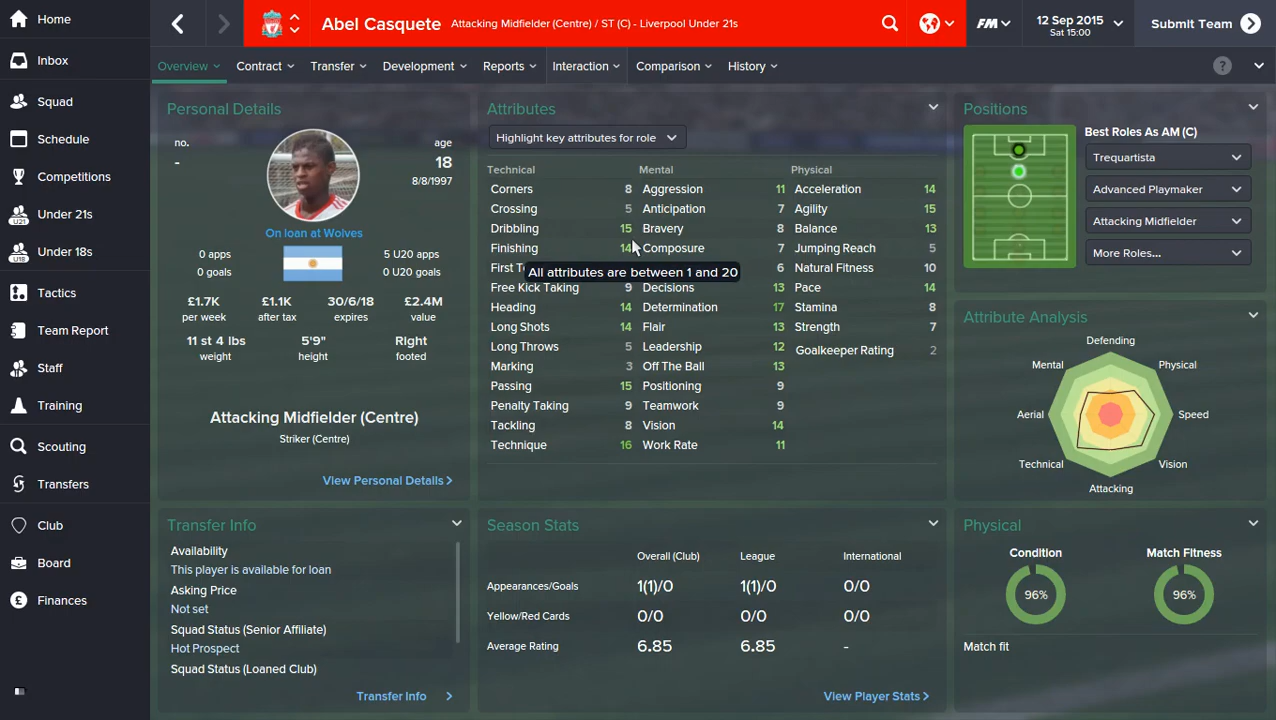 Home
Inbox
Squad
Schedule
Competitions
Under 21s
Under 18s
Tactics
Team Report
Staff
Training
Scouting
Transfers
Club
Board
Finances
Abel Casquete Attacking Midfielder (Centre) / ST (C) - Liverpool Under 21s
FM
12 Sep 2015
Sat 15:00
Submit Team
Overview Contract Transfer Development Reports Interaction Comparison History
?
Personal Details
no.
-
age
18
8/8/1997
On loan at Wolves
0 apps
0 goals
5 U20 apps
0 U20 goals
£1.7K
per week
£1.1K
after tax
30/6/18
expires
£2.4M
value
11 st 4 lbs
weight
5'9"
height
Right
footed
Attacking Midfielder (Centre)
Striker (Centre)
View Personal Details
Attributes
Highlight key attributes for role
Technical Mental Physical
Corners 8 Aggression 11 Acceleration 14
Crossing 5 Anticipation 7 Agility 15
Dribbling 15 Bravery 8 Balance 13
Finishing 14 Composure 7 Jumping Reach 5
First T 6 Natural Fitness 10
All attributes are between 1 and 20
Free Kick Taking 9 Decisions 13 Pace 14
Heading 14 Determination 17 Stamina 8
Long Shots 14 Flair 13 Strength 7
Long Throws 5 Leadership 12 Goalkeeper Rating 2
Marking 3 Off The Ball 13
Passing 15 Positioning 9
Penalty Taking 9 Teamwork 9
Tackling 8 Vision 14
Technique 16 Work Rate 11
Positions
Best Roles As AM (C)
Trequartista
Advanced Playmaker
Attacking Midfielder
More Roles...
Attribute Analysis
Defending
Mental Physical
Aerial Speed
Technical Vision
Attacking
Transfer Info
Availability
This player is available for loan
Asking Price
Not set
Squad Status (Senior Affiliate)
Hot Prospect
Squad Status (Loaned Club)
Transfer Info
Season Stats
Overall (Club) League International
Appearances/Goals 1(1)/0 1(1)/0 0/0
Yellow/Red Cards 0/0 0/0 0/0
Average Rating 6.85 6.85 -
View Player Stats
Physical
Condition Match Fitness
96% 96%
Match fit